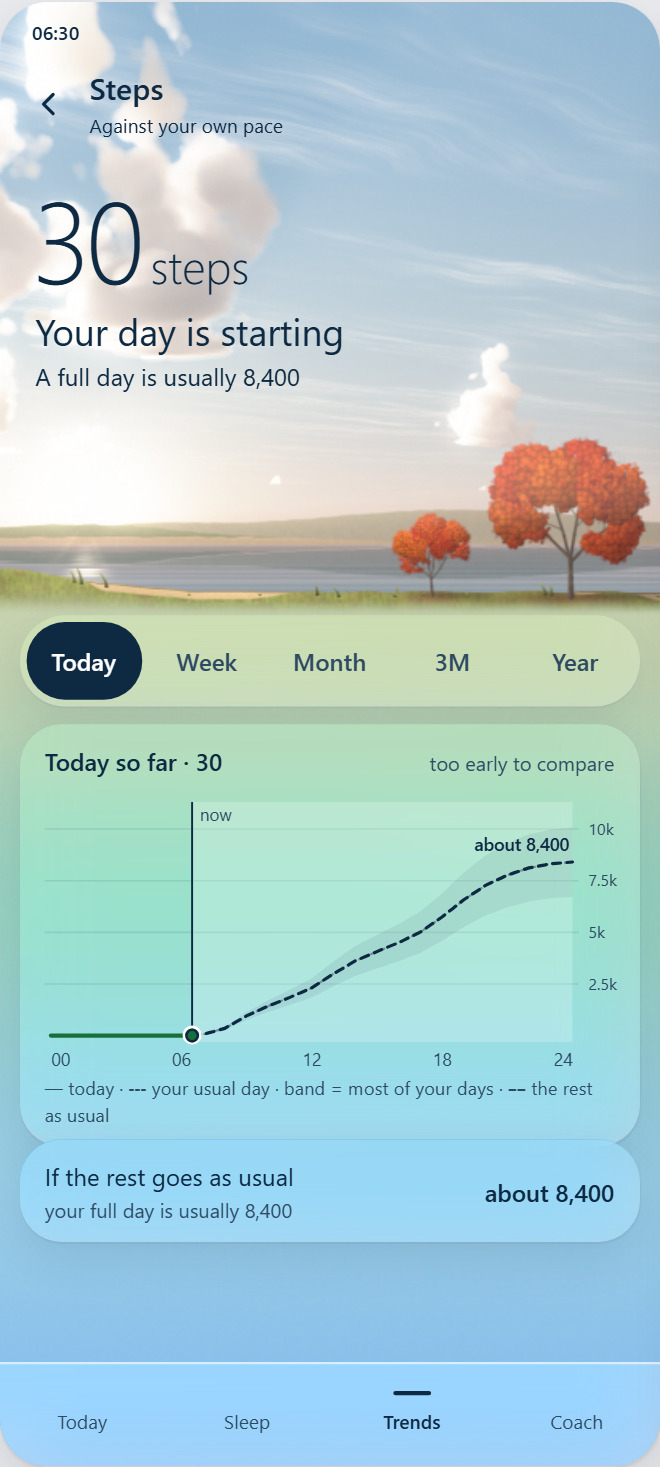 06:30
Steps
Against your own pace
30 steps
Your day is starting
A full day is usually 8,400
Today Week Month 3M Year
Today so far · 30 too early to compare
now
10k
about 8,400
7.5k
5k
2.5k
00 06 12 18 24
— today · --- your usual day · band = most of your days · -- the rest
as usual
If the rest goes as usual
your full day is usually 8,400
about 8,400
Today Sleep Trends Coach